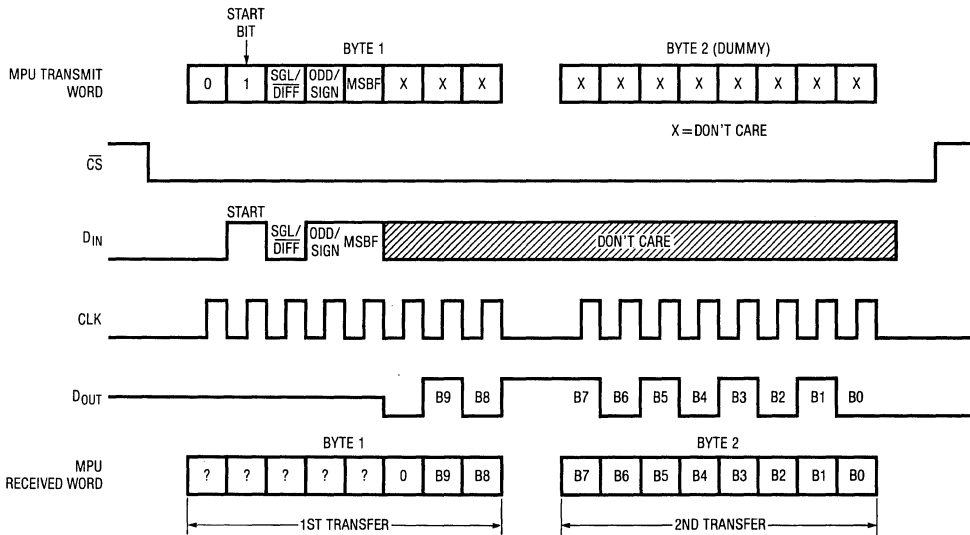 START
BIT
BYTE 1
BYTE 2 (DUMMY)
MPU TRANSMIT
WORD
0 1 SGL/ ODD/ MSBF X X X
DIFF SIGN
X X X X X X X X
X = DON'T CARE
CS
START
DIN
SGL/ ODD/ MSBF
DIFF SIGN
DON'T CARE
CLK
DOUT
B9 B8 B7 B6 B5 B4 B3 B2 B1 B0
BYTE 1
BYTE 2
MPU
RECEIVED WORD
? ? ? ? ? 0 B9 B8
B7 B6 B5 B4 B3 B2 B1 B0
1ST TRANSFER
2ND TRANSFER